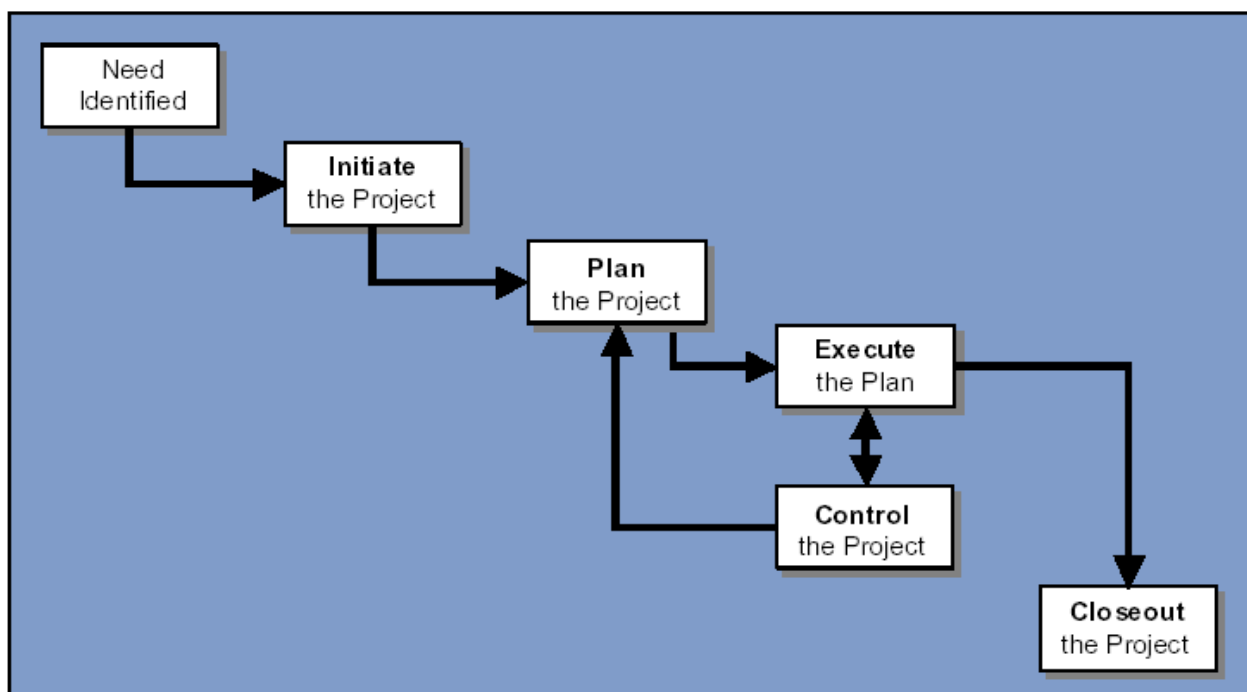 Need
Identified
Initiate
the Project
Plan
the Project
Execute
the Plan
Control
the Project
Closeout
the Project